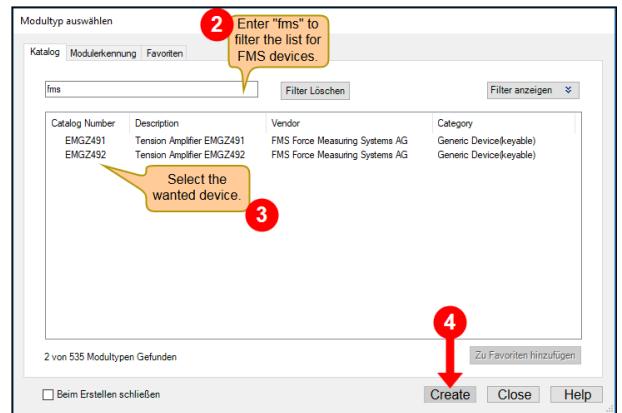 Modultyp auswählen
2
Enter "fms" to
filter the list for
FMS devices.
Katalog Modulerkennung Favoriten
fms
Filter Löschen
Filter anzeigen
Catalog Number Description Vendor Category
EMGZ491 Tension Amplifier EMGZ491 FMS Force Measuring Systems AG Generic Device(keyable)
EMGZ492 Tension Amplifier EMGZ492 FMS Force Measuring Systems AG Generic Device(keyable)
Select the
wanted device.
3
4
2 von 535 Modultypen Gefunden
Zu Favoriten hinzufügen
Beim Erstellen schließen
Create Close Help